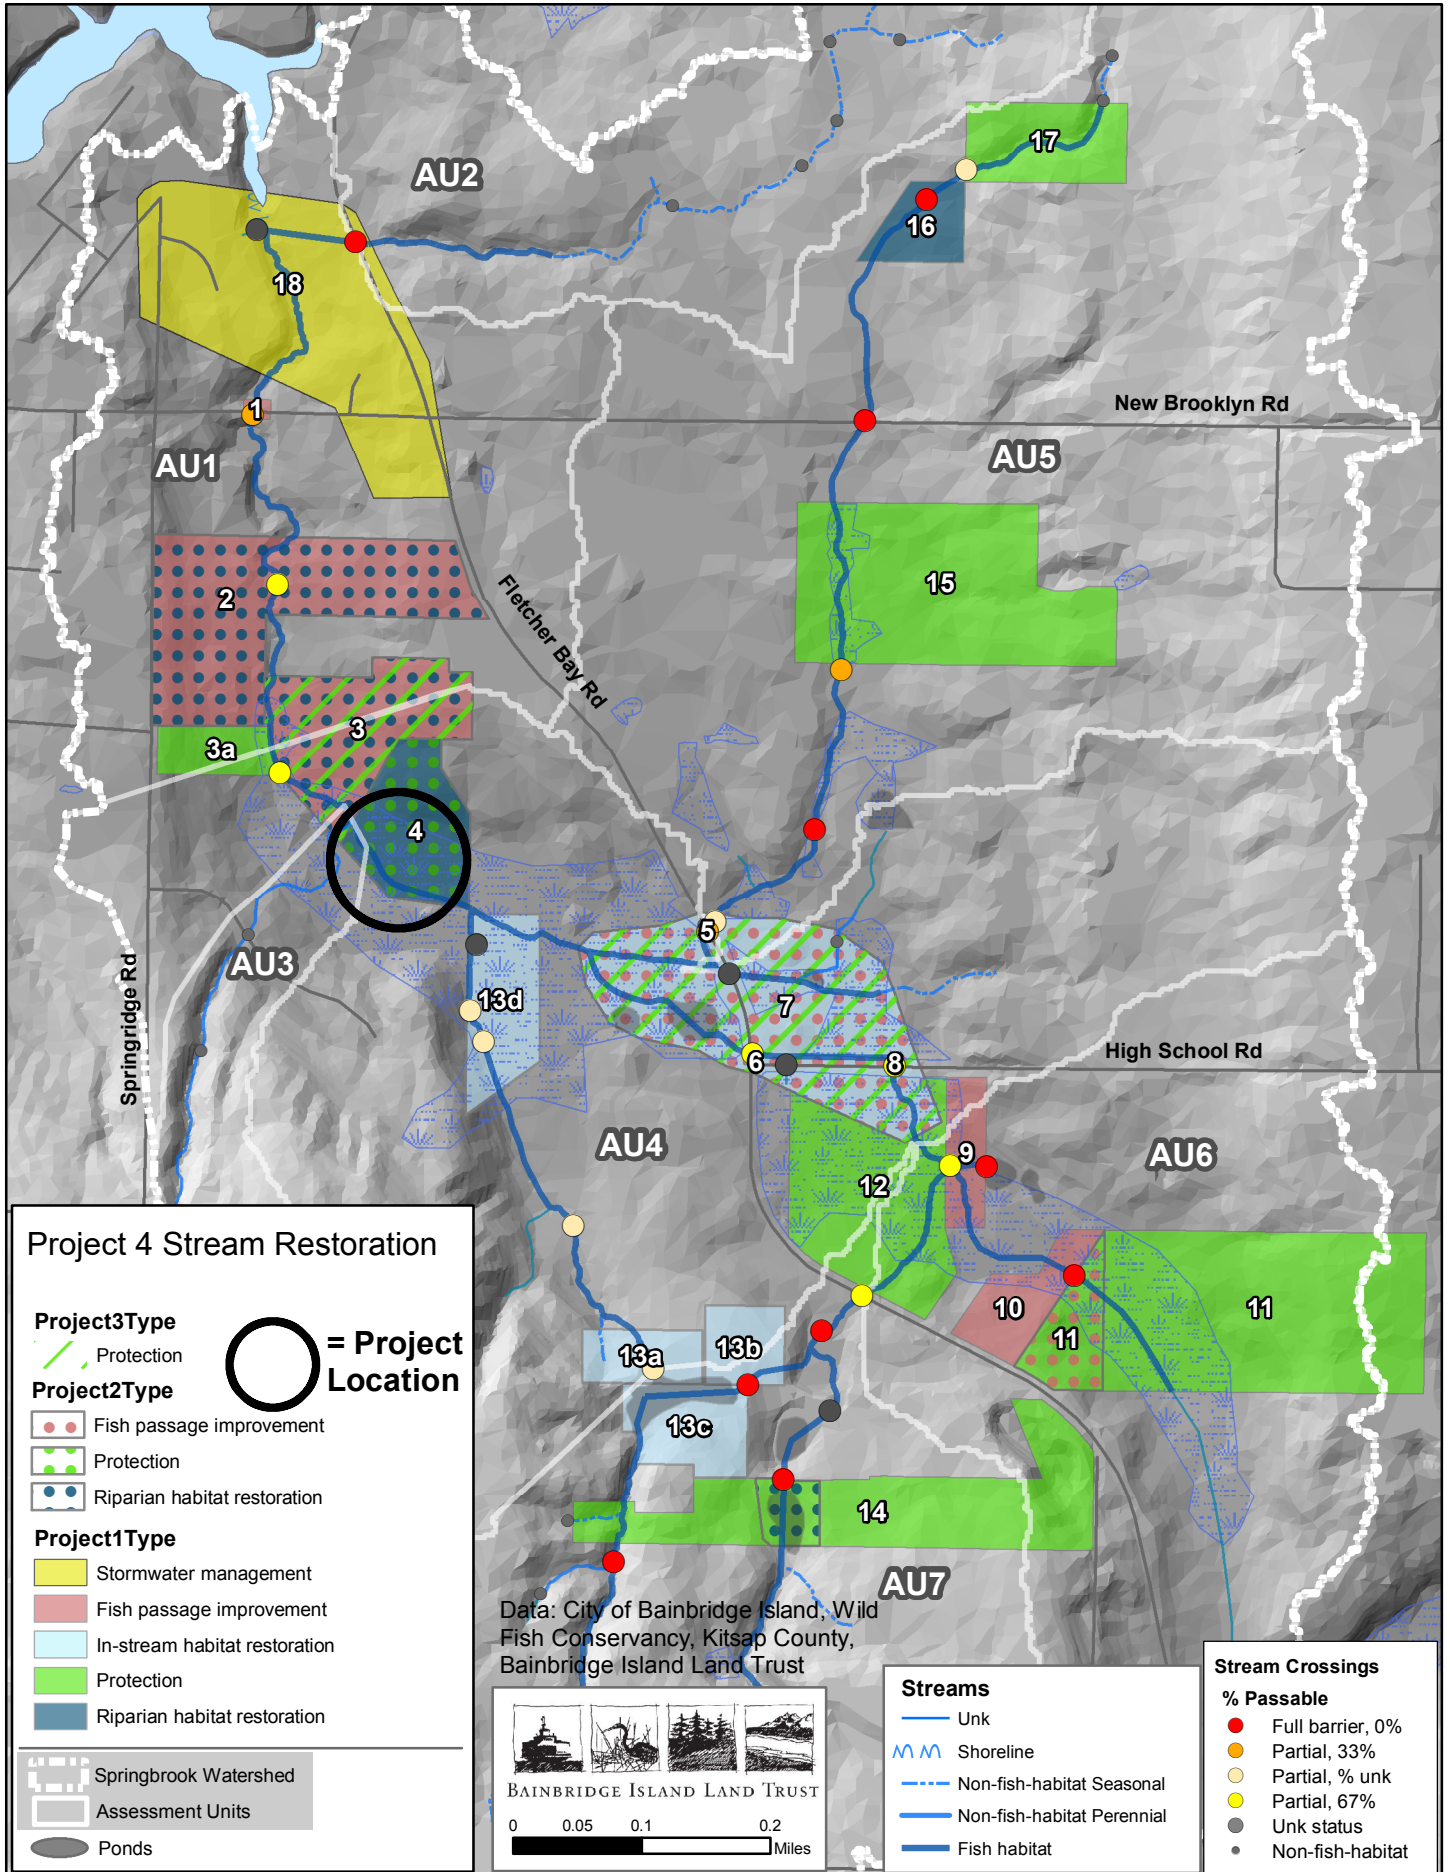 AU2
17
16
18
1
New Brooklyn Rd
AU1
AU5
15
2
Fletcher Bay Rd
3
3a
4
5
AU3
13d
7
Springridge Rd
6
8
High School Rd
AU4
9
AU6
12
10
11
11
13a
13b
13c
14
AU7
Project 4 Stream Restoration
Project3Type
Protection
= Project
Location
Project2Type
Fish passage improvement
Protection
Riparian habitat restoration
Project1Type
Stormwater management
Fish passage improvement
In-stream habitat restoration
Protection
Riparian habitat restoration
Springbrook Watershed
Assessment Units
Ponds
Data: City of Bainbridge Island, Wild
Fish Conservancy, Kitsap County,
Bainbridge Island Land Trust
BAINBRIDGE ISLAND LAND TRUST
0 0.05 0.1 0.2
Miles
Streams
Unk
Shoreline
Non-fish-habitat Seasonal
Non-fish-habitat Perennial
Fish habitat
Stream Crossings
% Passable
Full barrier, 0%
Partial, 33%
Partial, % unk
Partial, 67%
Unk status
Non-fish-habitat